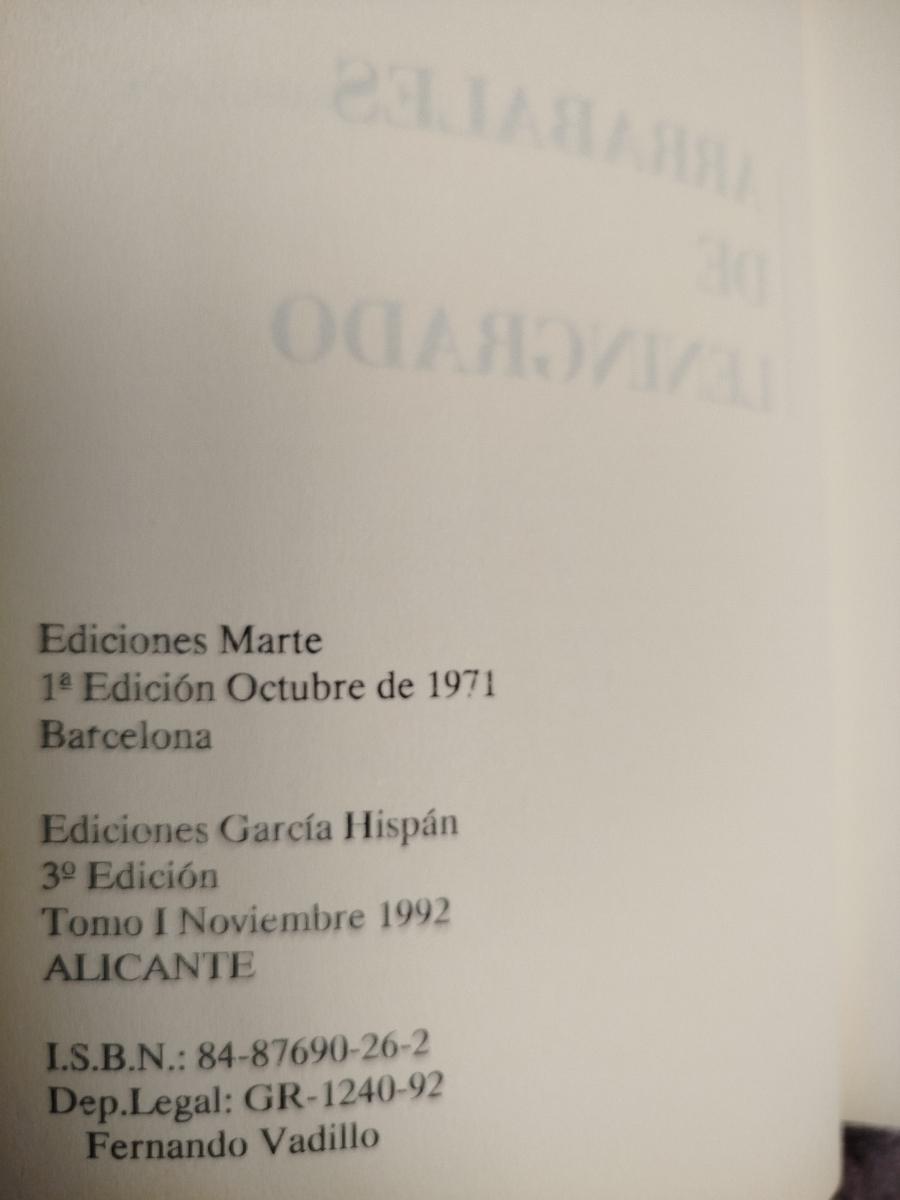 ARRABALES
DE
LENINGRADO
Ediciones Marte
1ª Edición Octubre de 1971
Barcelona
Ediciones García Hispán
3º Edición
Tomo I Noviembre 1992
ALICANTE
I.S.B.N.: 84-87690-26-2
Dep.Legal: GR-1240-92
Fernando Vadillo